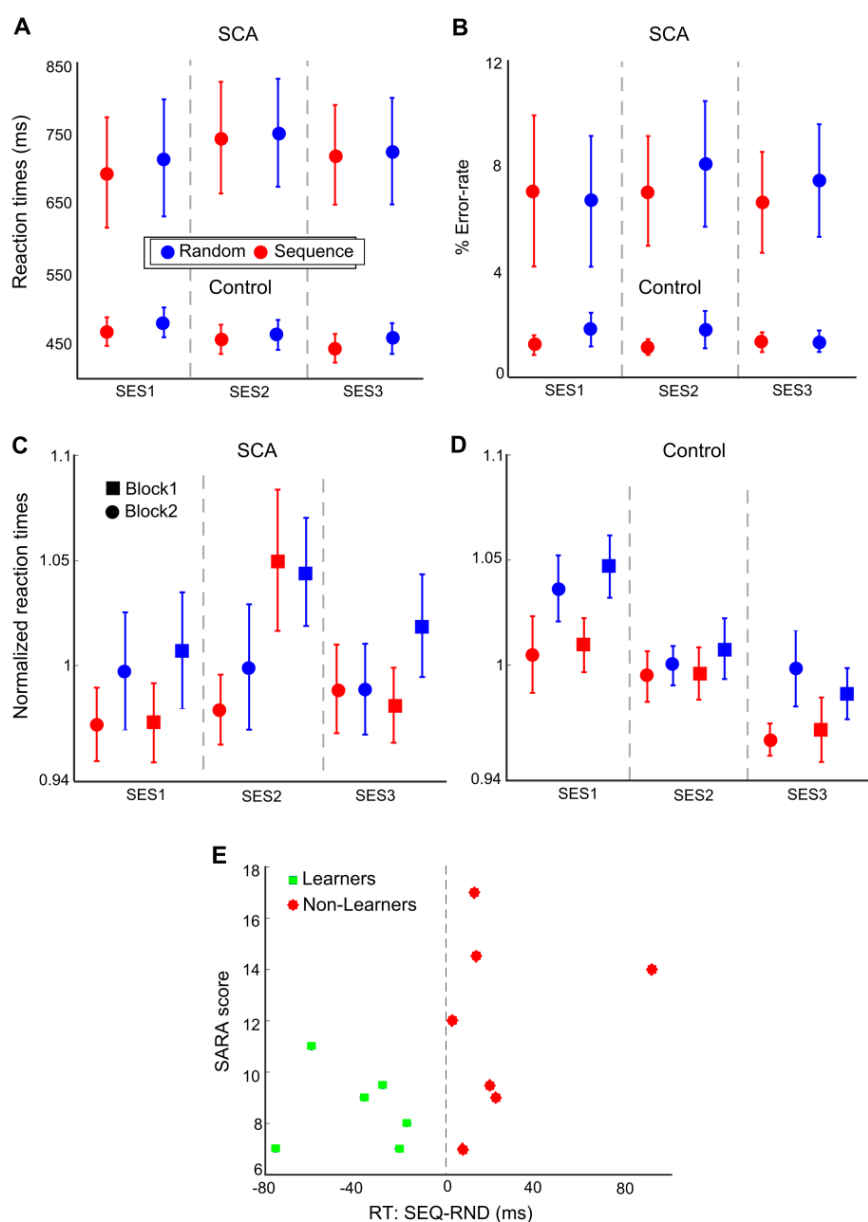 A
SCA
Reaction times (ms)
850
750
650
550
450
Random Sequence
Control
SES1 SES2 SES3
B
SCA
% Error-rate
12
8
4
0
Control
SES1 SES2 SES3
C
SCA
Normalized reaction times
1.1
1.05
1
0.94
Block1
Block2
SES1 SES2 SES3
D
Control
1.1
1.05
1
0.94
SES1 SES2 SES3
E
SARA score
18
16
14
12
10
8
6
Learners
Non-Learners
-80 -40 0 40 80
RT: SEQ-RND (ms)